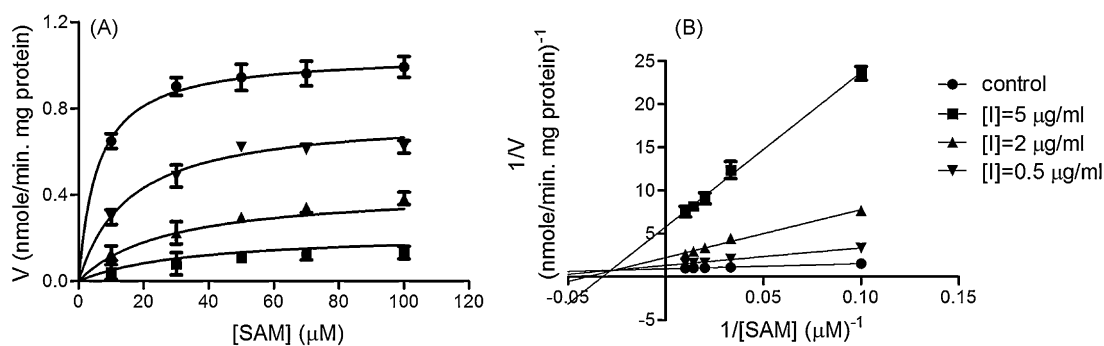 (A)
1.2
0.8
0.4
0.0
V (nmole/min. mg protein)
0 20 40 60 80 100 120
[SAM] (μM)
(B)
25
20
15
10
5
-5
1/V
(nmole/min. mg protein)-1
-0.05 0.05 0.10 0.15
1/[SAM] (μM)-1
control
[I]=5 μg/ml
[I]=2 μg/ml
[I]=0.5 μg/ml